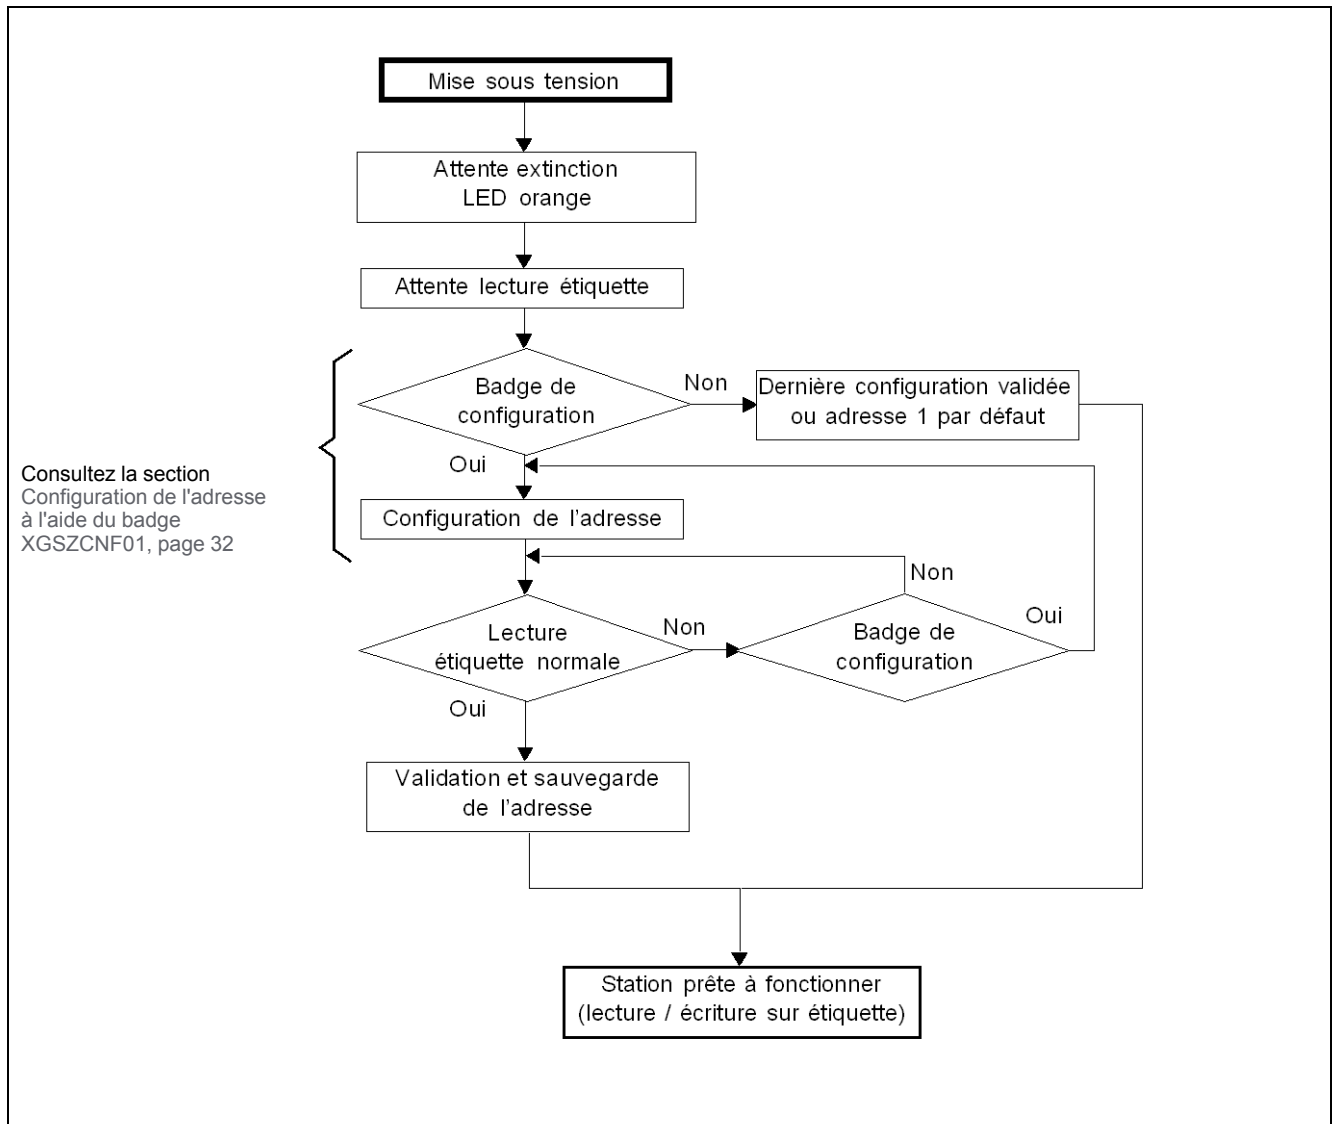 Mise sous tension
Attente extinction
LED orange
Attente lecture étiquette
Badge de
configuration
Non
Dernière configuration validée
ou adresse 1 par défaut
Oui
Consultez la section
Configuration de l'adresse
à l'aide du badge
XGSZCNF01, page 32
Configuration de l'adresse
Non
Lecture
étiquette normale
Non
Badge de
configuration
Oui
Oui
Validation et sauvegarde
de l'adresse
Station prête à fonctionner
(lecture / écriture sur étiquette)